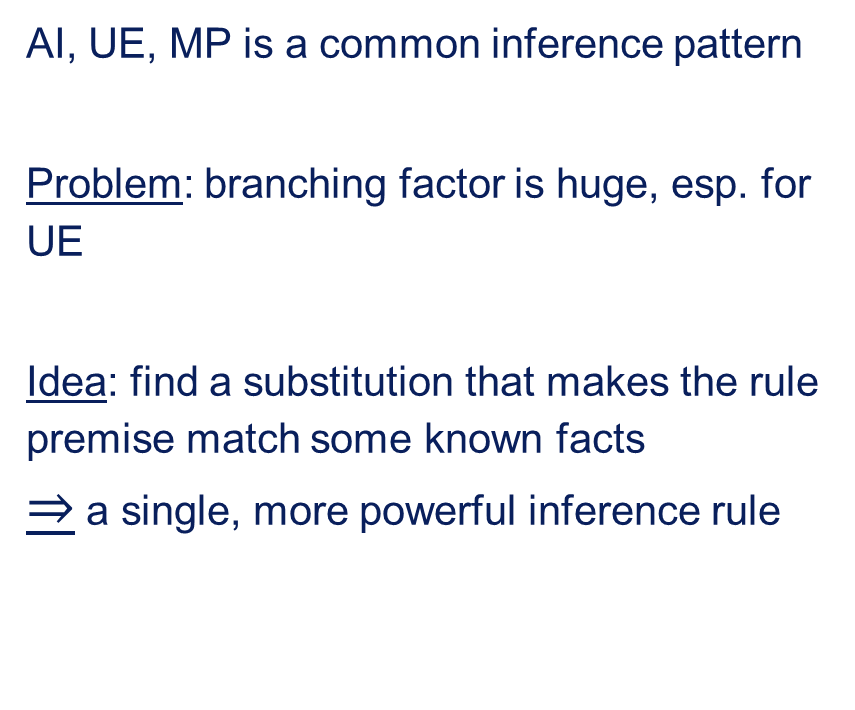 AI, UE, MP is a common inference pattern
Problem: branching factor is huge, esp. for
UE
Idea: find a substitution that makes the rule
premise match some known facts
⇒ a single, more powerful inference rule